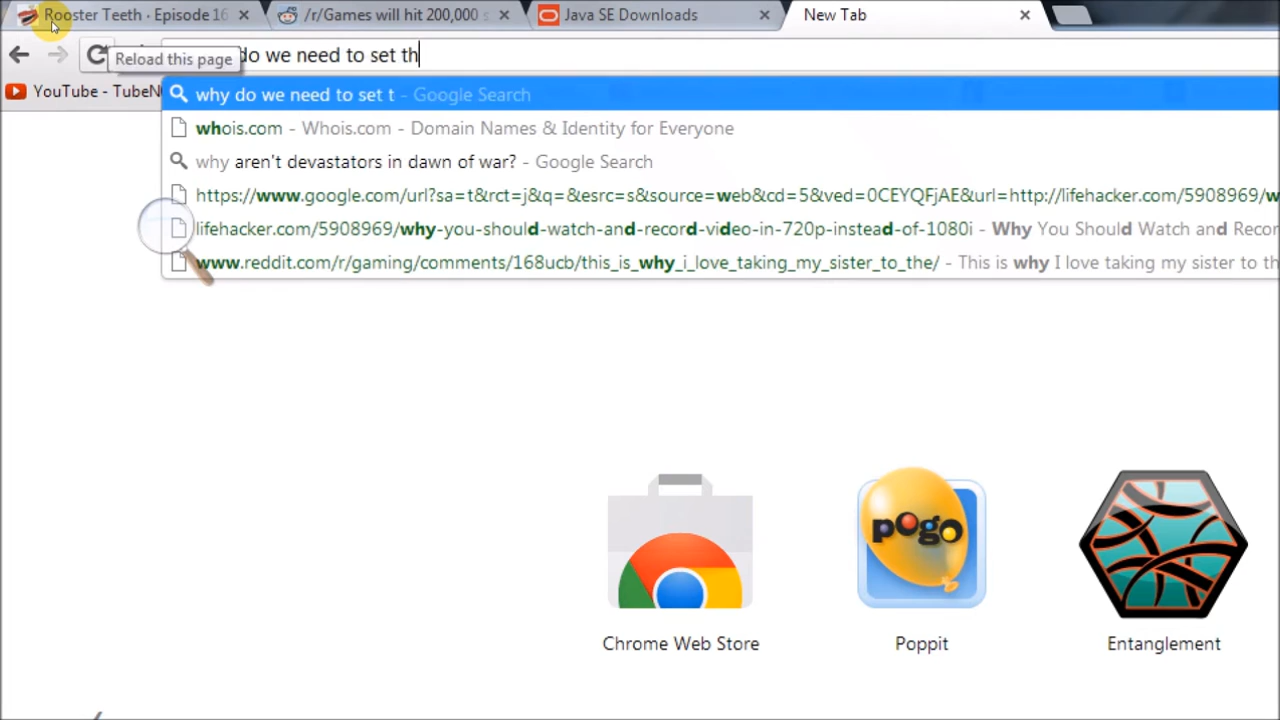 Rooster Teeth · Episode 16
/r/Games will hit 200,000 s
Java SE Downloads
New Tab
do we need to set th
Reload this page
YouTube - TubeN
why do we need to set t - Google Search
whois.com - Whois.com - Domain Names & Identity for Everyone
why aren't devastators in dawn of war? - Google Search
https://www.google.com/url?sa=t&rct=j&q=&esrc=s&source=web&cd=5&ved=0CEYQFjAE&url=http://lifehacker.com/5908969/w
lifehacker.com/5908969/why-you-should-watch-and-record-video-in-720p-instead-of-1080i - Why You Should Watch and Recor
www.reddit.com/r/gaming/comments/168ucb/this_is_why_i_love_taking_my_sister_to_the/ - This is why I love taking my sister to th
pogo
Chrome Web Store
Poppit
Entanglement